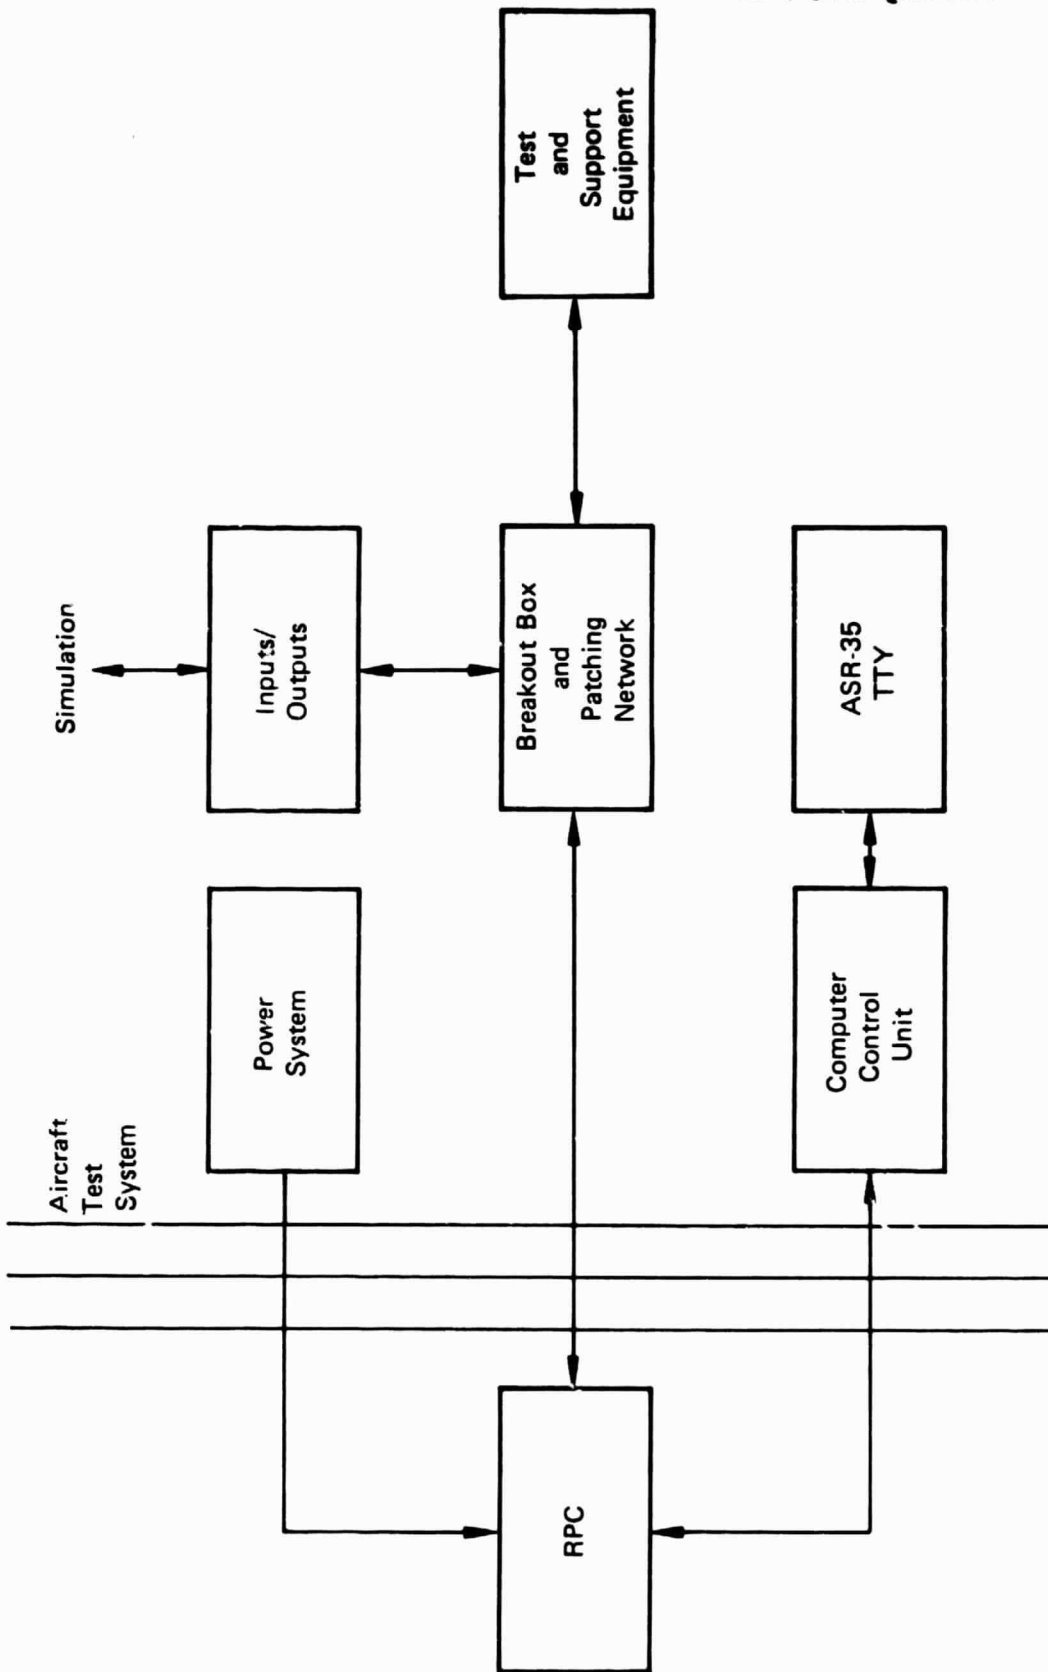 Simulation
Aircraft
Test
System
Power
System
Inputs/
Outputs
RPC
Breakout Box
and
Patching
Network
Test
and
Support
Equipment
Computer
Control
Unit
ASR-35
TTY